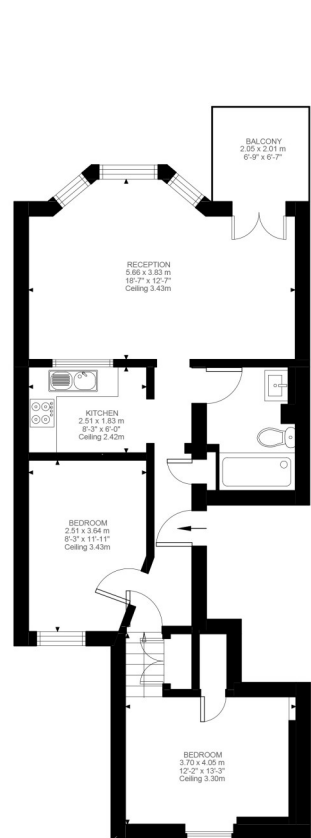 BALCONY
2.05 x 2.01 m
6'-9" x 6'-7"
RECEPTION
5.66 x 3.83 m
18'-7" x 12'-7"
Ceiling 3.43m
KITCHEN
2.51 x 1.83 m
8'-3" x 6'-0"
Ceiling 2.42m
BEDROOM
2.51 x 3.64 m
8'-3" x 11'-11"
Ceiling 3.43m
BEDROOM
3.70 x 4.05 m
12'-2" x 13'-3"
Ceiling 3.30m